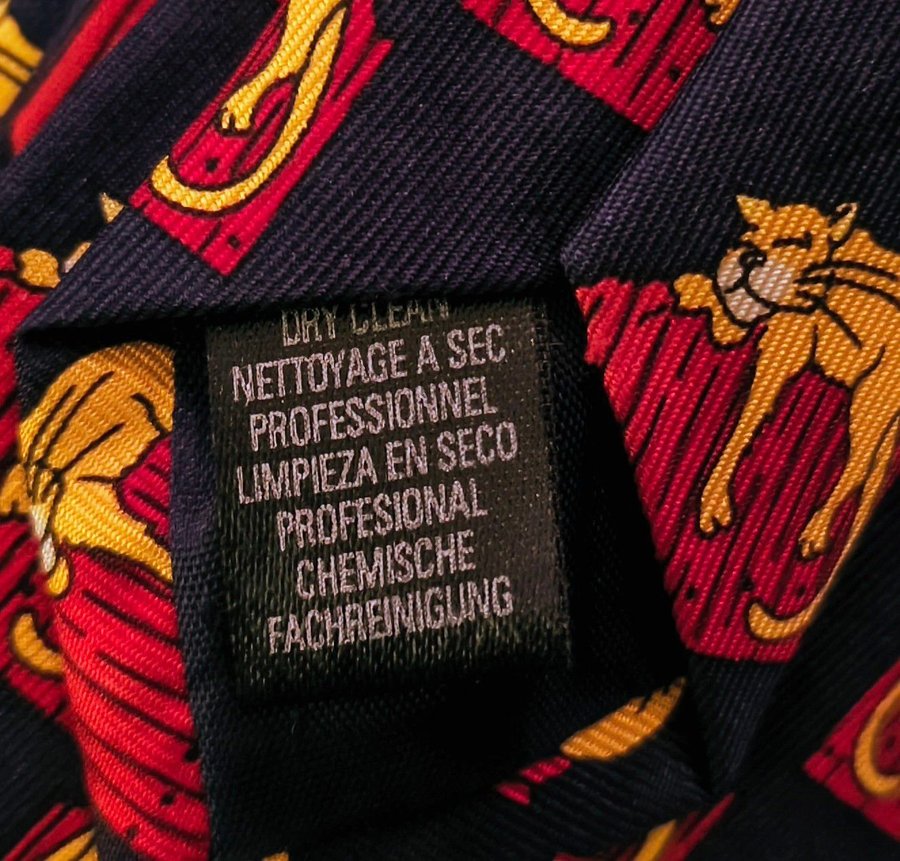 DRY CLEAN
NETTOYAGE A SEC
PROFESSIONNEL
LIMPIEZA EN SECO
PROFESIONAL
CHEMISCHE
FACHREINIGUNG